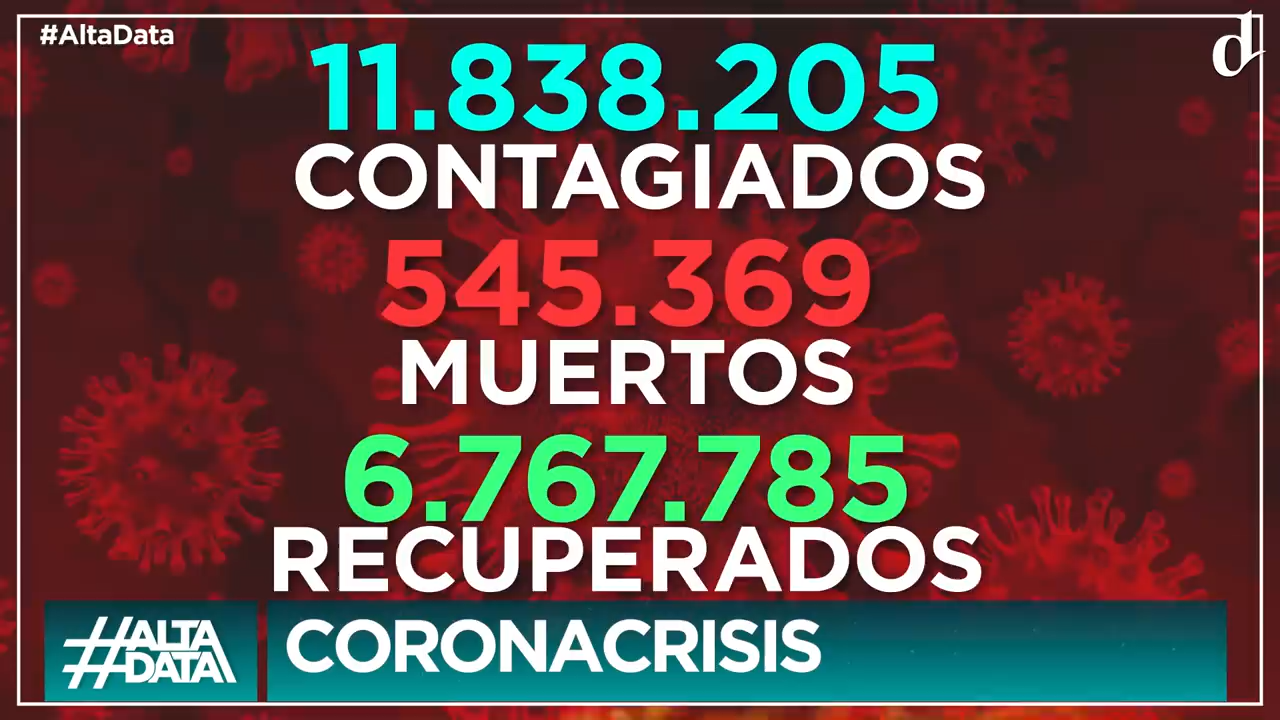 #AltaData
d
11.838.205
CONTAGIADOS
545.369
MUERTOS
6.767.785
RECUPERADOS
#ALTA
DATA
CORONACRISIS